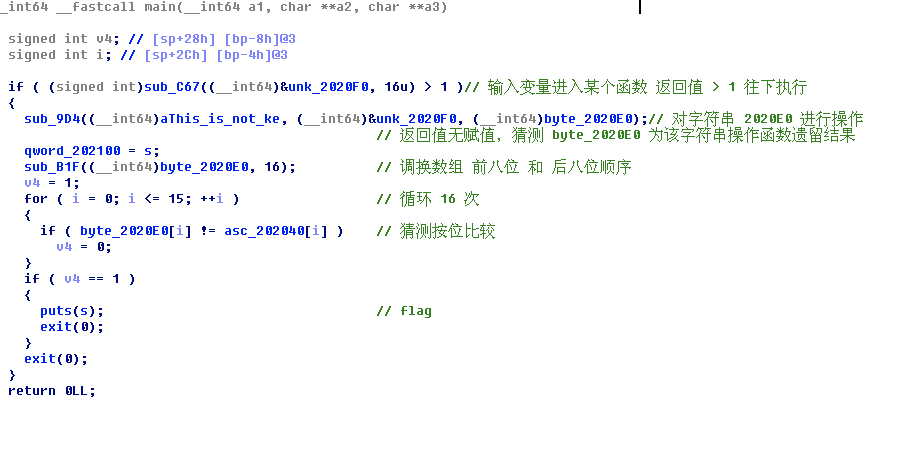 _int64 __fastcall main(__int64 a1, char **a2, char **a3)
signed int v4; // [sp+28h] [bp-8h]@3
signed int i; // [sp+2Ch] [bp-4h]@3
if ( (signed int)sub_C67((__int64)&unk_2020F0, 16u) > 1 )// 输入变量进入某个函数 返回值 > 1 往下执行
{
sub_9D4((__int64)aThis_is_not_ke, (__int64)&unk_2020F0, (__int64)byte_2020E0);// 对字符串 2020E0 进行操作
// 返回值无赋值，猜测 byte_2020E0 为该字符串操作函数遗留结果
qword_202100 = s;
sub_B1F((__int64)byte_2020E0, 16); // 调换数组 前八位 和 后八位顺序
v4 = 1;
for ( i = 0; i <= 15; ++i ) // 循环 16 次
{
if ( byte_2020E0[i] != asc_202040[i] ) // 猜测按位比较
v4 = 0;
}
if ( v4 == 1 )
{
puts(s); // flag
exit(0);
}
exit(0);
}
return 0LL;